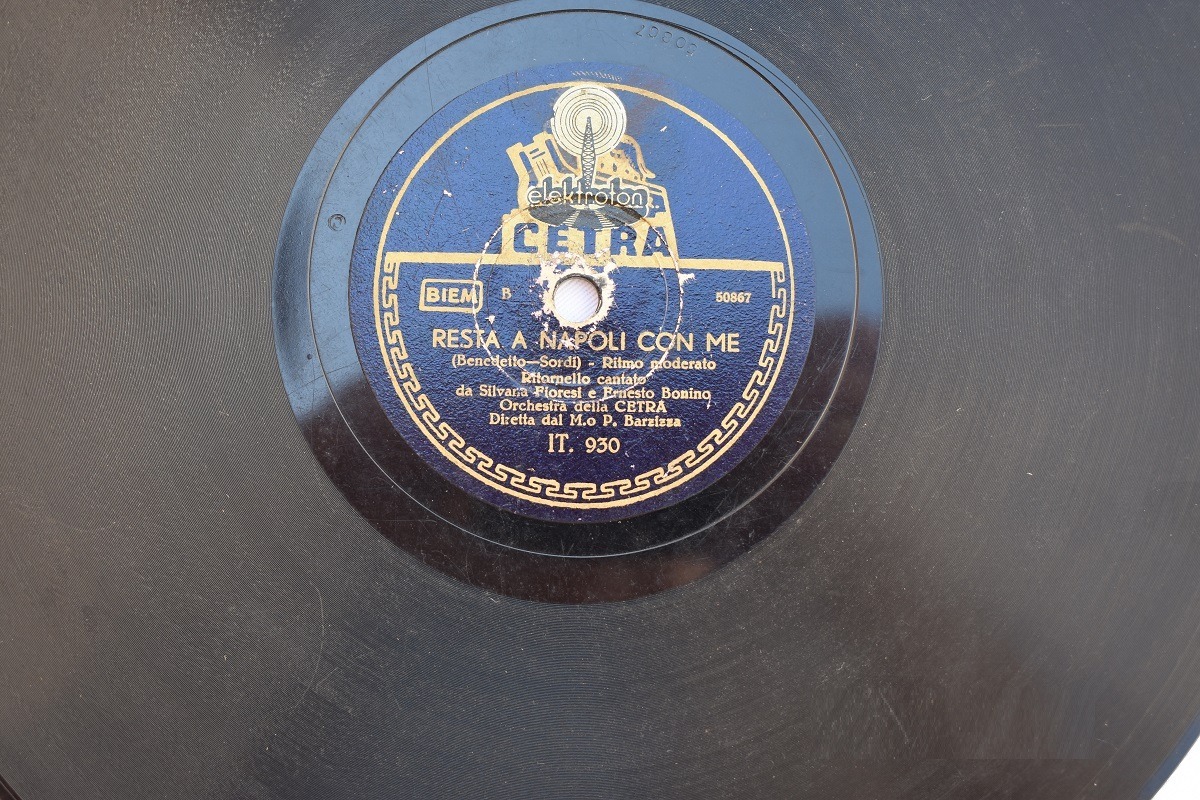 elektroton
CETRA
BIEM B 50867
RESTA A NAPOLI CON ME
(Benedetto—Sordi) - Ritmo moderato
Ritornello cantato
da Silvana Fioresi e Ernesto Bonino
Orchestra della CETRA
Diretta dal M.o P. Barzizza
IT. 930